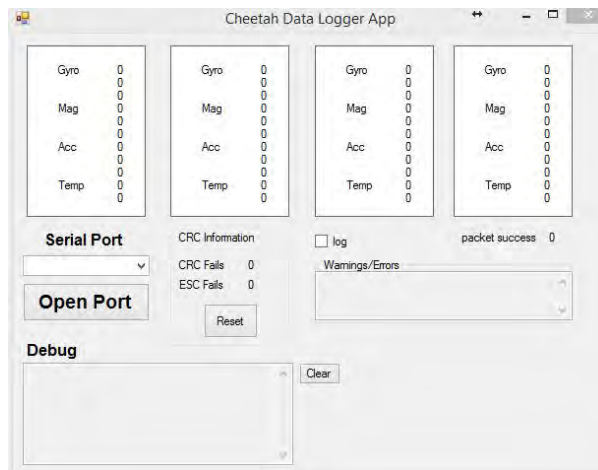 Cheetah Data Logger App
Gyro 0 Gyro 0 Gyro 0 Gyro 0
0 0 0 0
0 0 0 0
Mag 0 Mag 0 Mag 0 Mag 0
0 0 0 0
0 0 0 0
Acc 0 Acc 0 Acc 0 Acc 0
0 0 0 0
0 0 0 0
Temp 0 Temp 0 Temp 0 Temp 0
0 0 0 0
Serial Port
Open Port
CRC Information
CRC Fails 0
ESC Fails 0
Reset
log
packet success 0
Warnings/Errors
Debug
Clear